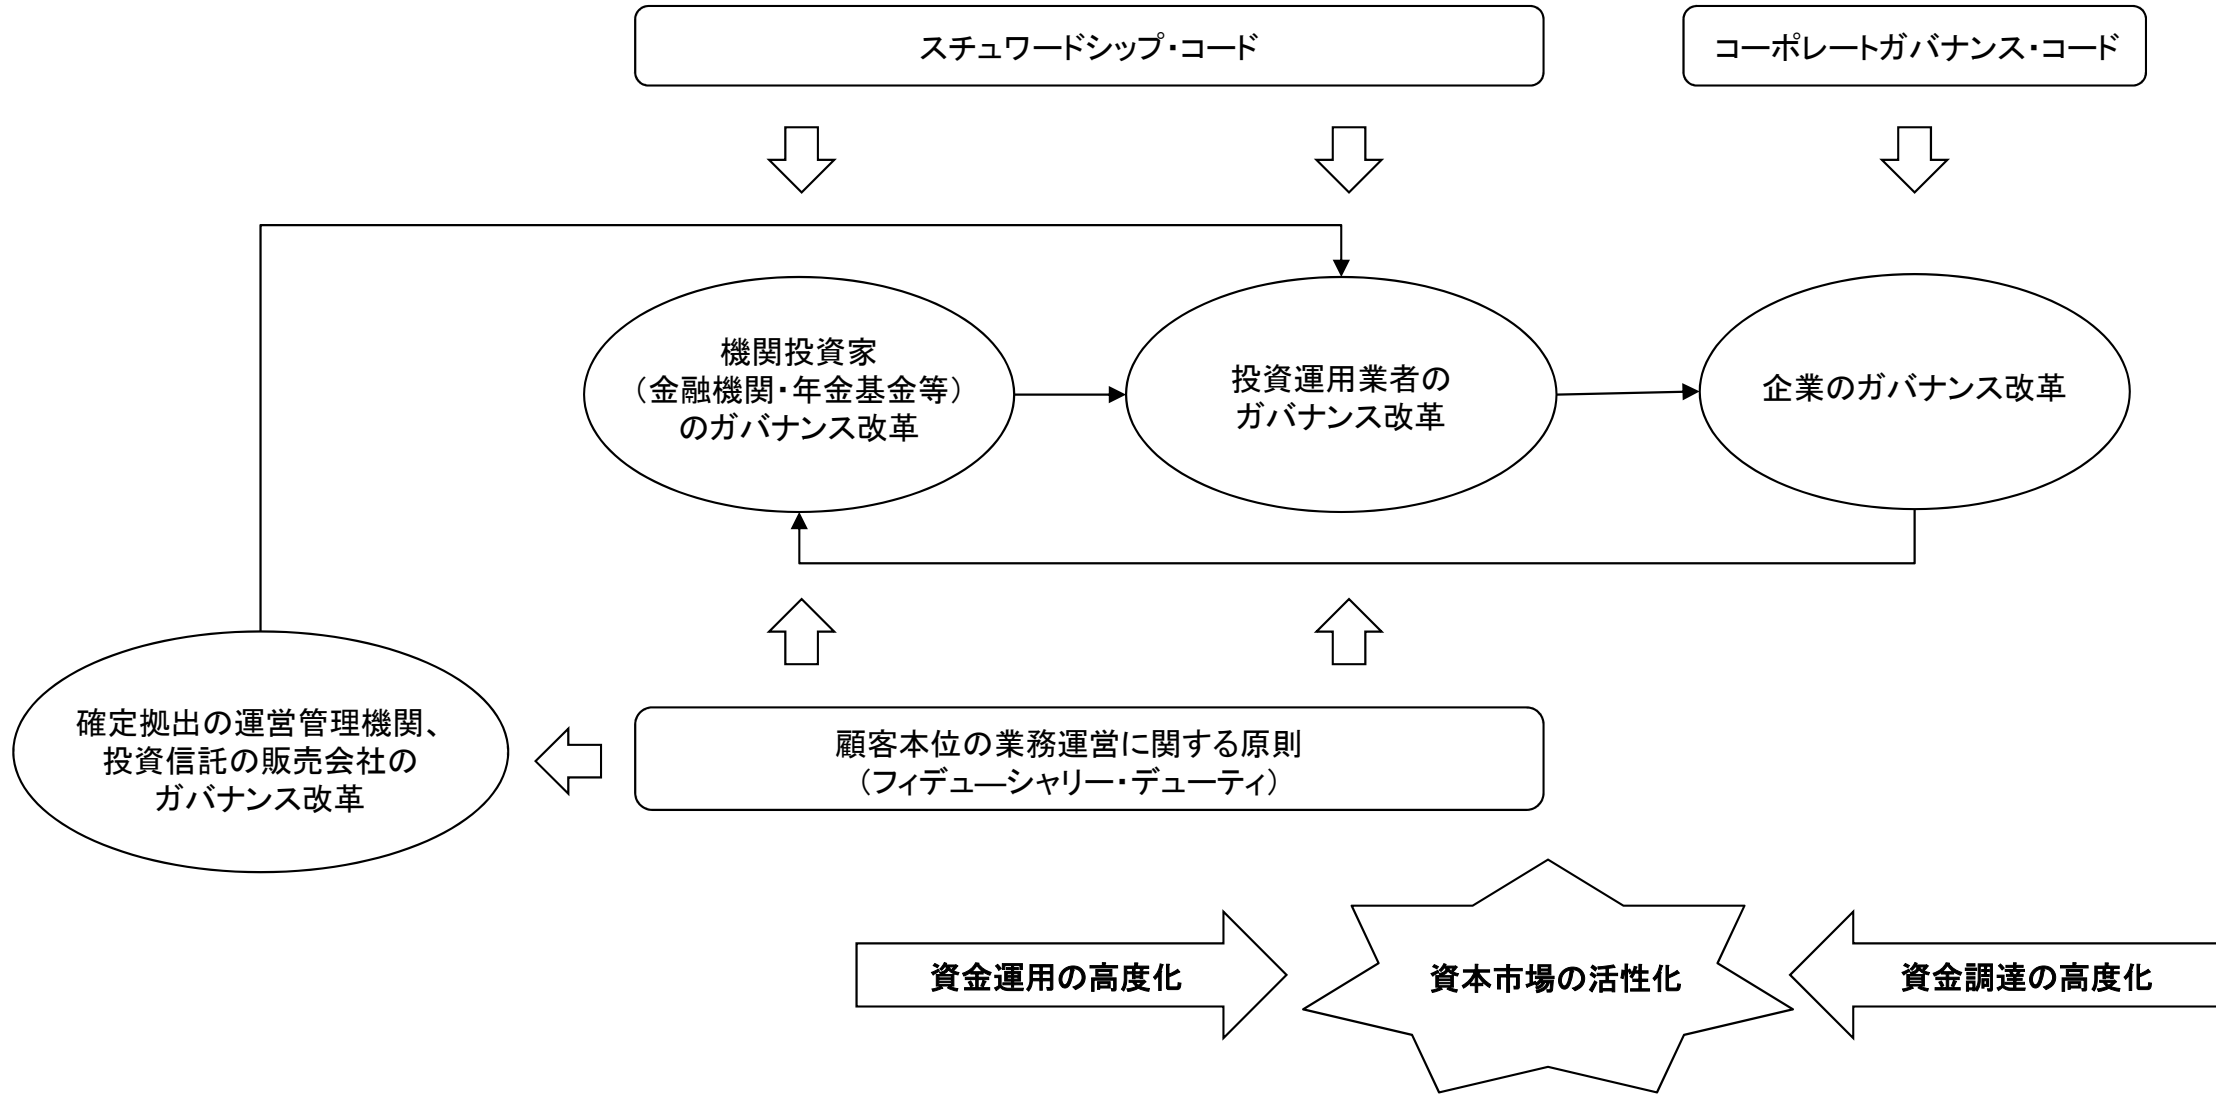 スチュワードシップ・コード
コーポレートガバナンス・コード
機関投資家
（金融機関・年金基金等）
のガバナンス改革
投資運用業者の
ガバナンス改革
企業のガバナンス改革
確定拠出の運営管理機関、
投資信託の販売会社の
ガバナンス改革
顧客本位の業務運営に関する原則
（フィデュ―シャリー・デューティ）
資金運用の高度化
資本市場の活性化
資金調達の高度化